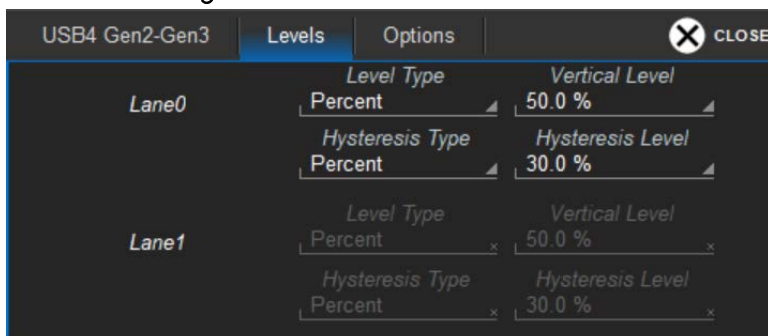 USB4 Gen2-Gen3 Levels Options CLOSE
Level Type Vertical Level
Lane0 Percent 50.0 %
Hysteresis Type Hysteresis Level
Percent 30.0 %
Level Type Vertical Level
Lane1 Percent 50.0 %
Hysteresis Type Hysteresis Level
Percent 30.0 %